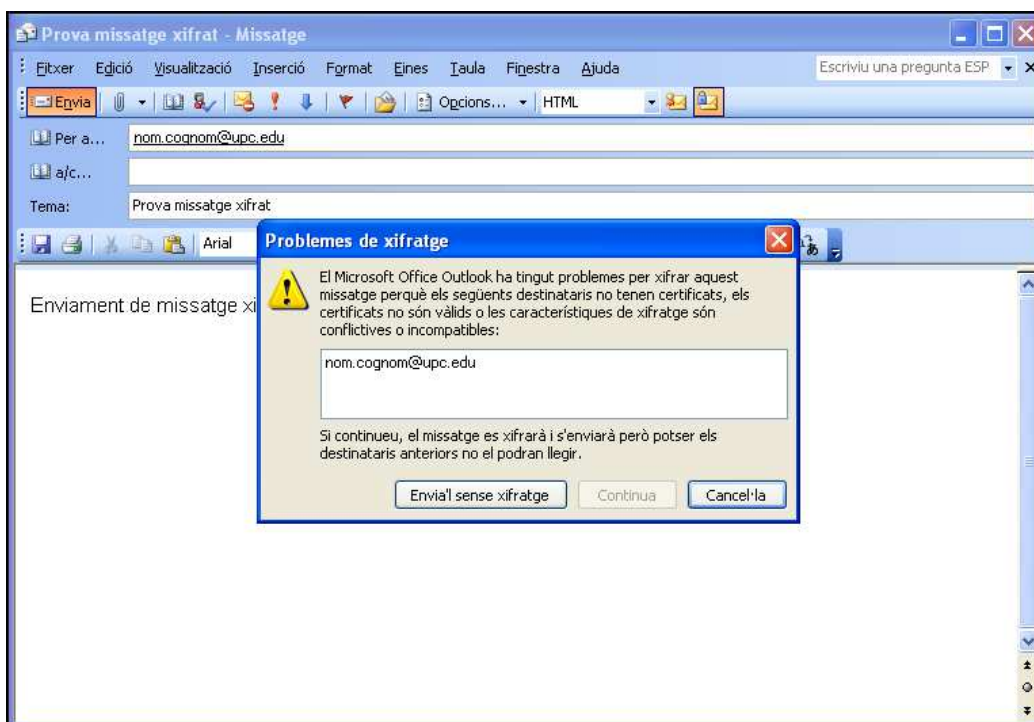 Prova missatge xifrat - Missatge
Fitxer Edició Visualització Inserció Format Eines Taula Finestra Ajuda Escriviu una pregunta ESP
Envia Opcions... HTML
Per a... nom.cognom@upc.edu
a/c...
Tema: Prova missatge xifrat
Arial
Problemes de xifratge
El Microsoft Office Outlook ha tingut problemes per xifrar aquest
missatge perquè els següents destinataris no tenen certificats, els
certificats no són vàlids o les característiques de xifratge són
conflictives o incompatibles:
Enviament de missatge xi
nom.cognom@upc.edu
Si continueu, el missatge es xifrarà i s'enviarà però potser els
destinataris anteriors no el podran llegir.
Envia'l sense xifratge Continua Cancel·la